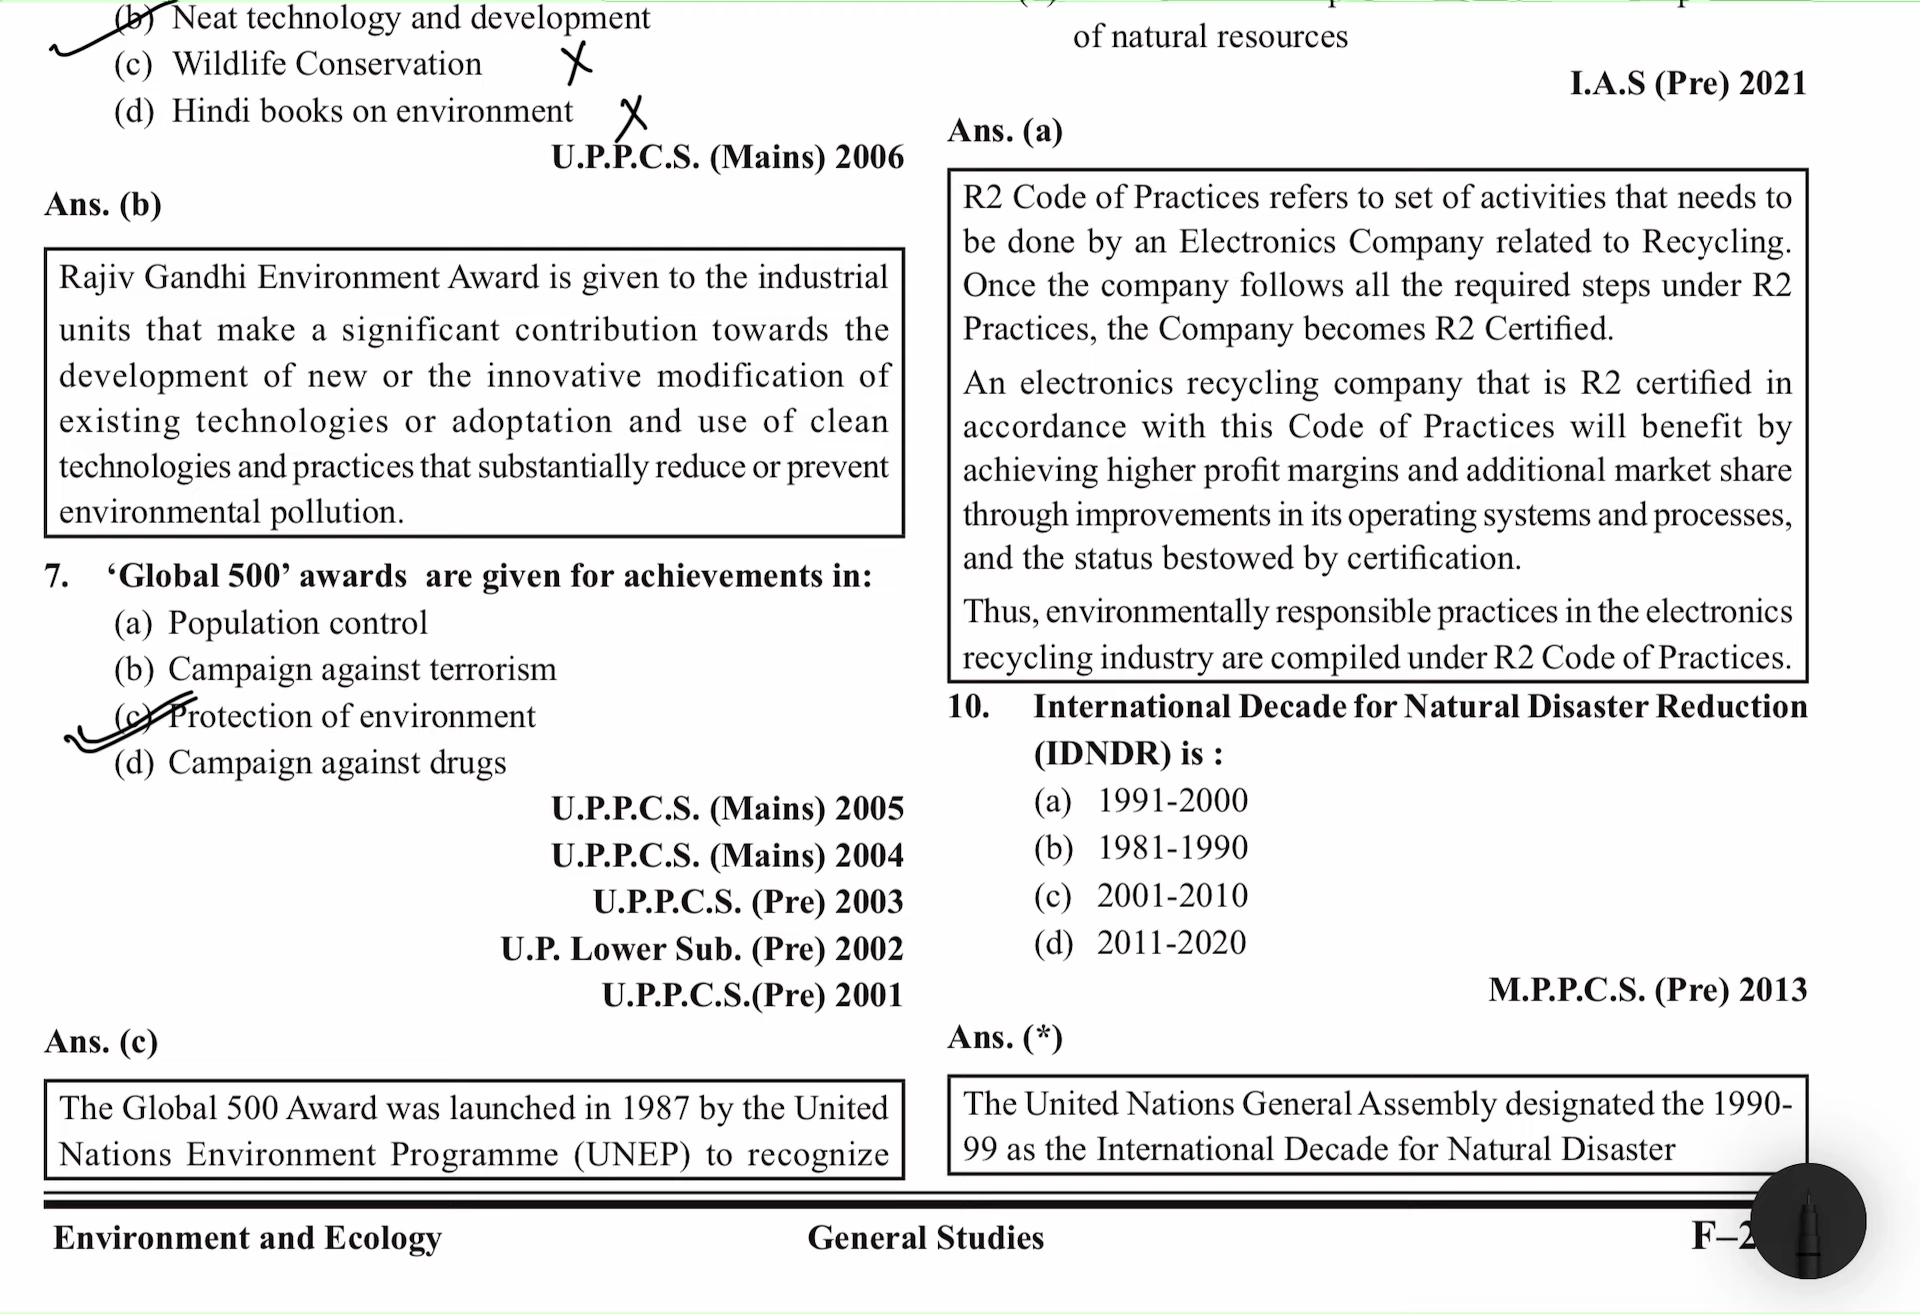 (b) Neat technology and development
(c) Wildlife Conservation
(d) Hindi books on environment
U.P.P.C.S. (Mains) 2006
Ans. (b)
Rajiv Gandhi Environment Award is given to the industrial
units that make a significant contribution towards the
development of new or the innovative modification of
existing technologies or adoptation and use of clean
technologies and practices that substantially reduce or prevent
environmental pollution.
7. ‘Global 500’ awards are given for achievements in:
(a) Population control
(b) Campaign against terrorism
(c) Protection of environment
(d) Campaign against drugs
U.P.P.C.S. (Mains) 2005
U.P.P.C.S. (Mains) 2004
U.P.P.C.S. (Pre) 2003
U.P. Lower Sub. (Pre) 2002
U.P.P.C.S.(Pre) 2001
Ans. (c)
The Global 500 Award was launched in 1987 by the United
Nations Environment Programme (UNEP) to recognize
of natural resources
I.A.S (Pre) 2021
Ans. (a)
R2 Code of Practices refers to set of activities that needs to
be done by an Electronics Company related to Recycling.
Once the company follows all the required steps under R2
Practices, the Company becomes R2 Certified.
An electronics recycling company that is R2 certified in
accordance with this Code of Practices will benefit by
achieving higher profit margins and additional market share
through improvements in its operating systems and processes,
and the status bestowed by certification.
Thus, environmentally responsible practices in the electronics
recycling industry are compiled under R2 Code of Practices.
10. International Decade for Natural Disaster Reduction
(IDNDR) is :
(a) 1991-2000
(b) 1981-1990
(c) 2001-2010
(d) 2011-2020
M.P.P.C.S. (Pre) 2013
Ans. (*)
The United Nations General Assembly designated the 1990-
99 as the International Decade for Natural Disaster
Environment and Ecology
General Studies
F–2